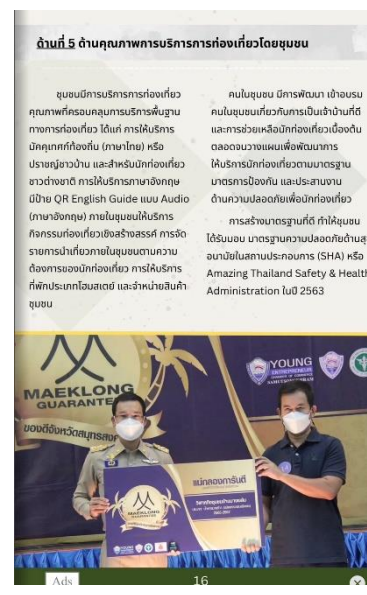 ด้านที่ 5 ด้านคุณภาพการบริการการท่องเที่ยวโดยชุมชน
ชุมชนมีการบริการการท่องเที่ยว
คุณภาพที่ครอบคลุมการบริการพื้นฐาน
ทางการท่องเที่ยว ได้แก่ การให้บริการ
มัคคุเทศก์ท้องถิ่น (ภาษาไทย) หรือ
ปราชญ์ชาวบ้าน และสำหรับนักท่องเที่ยว
ชาวต่างชาติ การให้บริการภาษาอังกฤษ
มีป้าย QR English Guide แบบ Audio
(ภาษาอังกฤษ) ภายในชุมชนให้บริการ
กิจกรรมท่องเที่ยวเชิงสร้างสรรค์ การจัด
รายการนำเที่ยวภายในชุมชนตามความ
ต้องการของนักท่องเที่ยว การให้บริการ
ที่พักประเภทโฮมสเตย์ และจำหน่ายสินค้า
ชุมชน
คนในชุมชน มีการพัฒนา เข้าอบรม
คนในชุมชนเกี่ยวกับการเป็นเจ้าบ้านที่ดี
และการช่วยเหลือนักท่องเที่ยวเบื้องต้น
ตลอดจนวางแผนเพื่อพัฒนาการ
ให้บริการนักท่องเที่ยวตามมาตรฐาน
มาตรการป้องกัน และประสานงาน
ด้านความปลอดภัยเพื่อนักท่องเที่ยว
การสร้างมาตรฐานที่ดี ทำให้ชุมชน
ได้รับมอบ มาตรฐานความปลอดภัยด้านสุ
อนามัยในสถานประกอบการ (SHA) หรือ
Amazing Thailand Safety & Health
Administration ในปี 2563
MAEKLONG
GUARANTEE
ของดีจังหวัดสมุทรสง
YOUNG
ENTREPRENEUR
แม่กลองการันตี
Ads
16